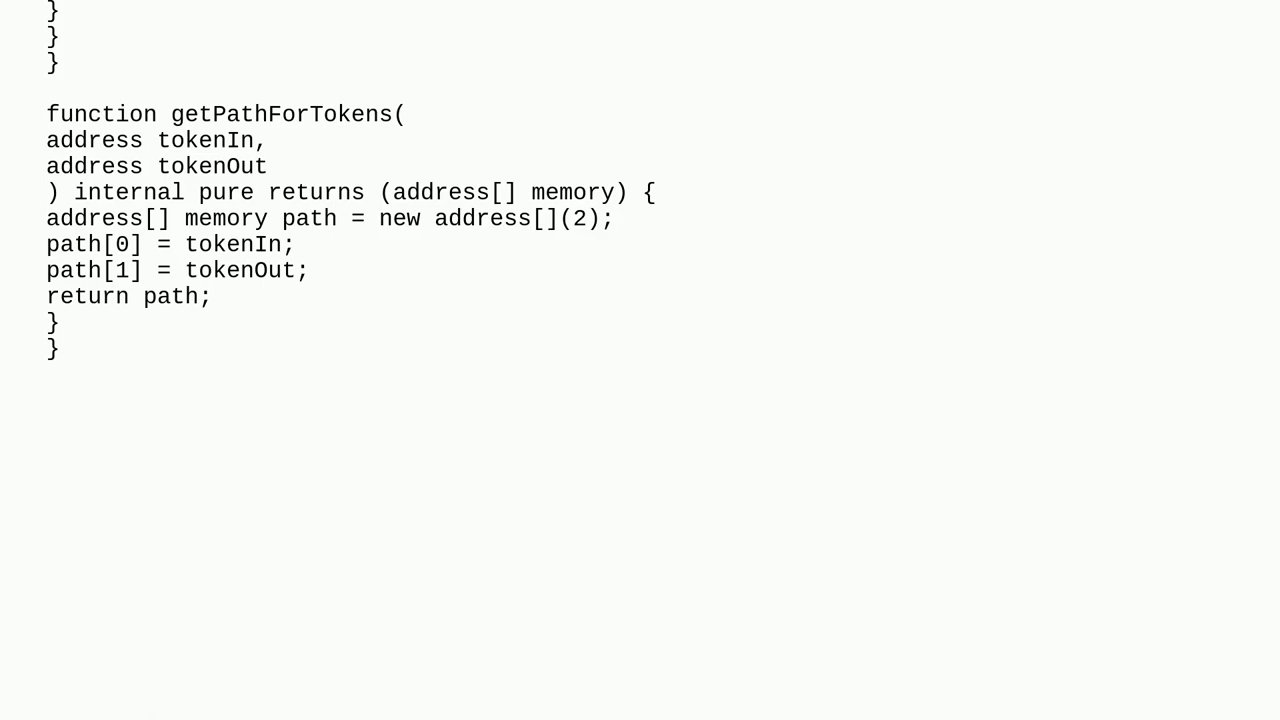 }
}
}
function getPathForTokens(
address tokenIn,
address tokenOut
) internal pure returns (address[] memory) {
address[] memory path = new address[](2);
path[0] = tokenIn;
path[1] = tokenOut;
return path;
}
}